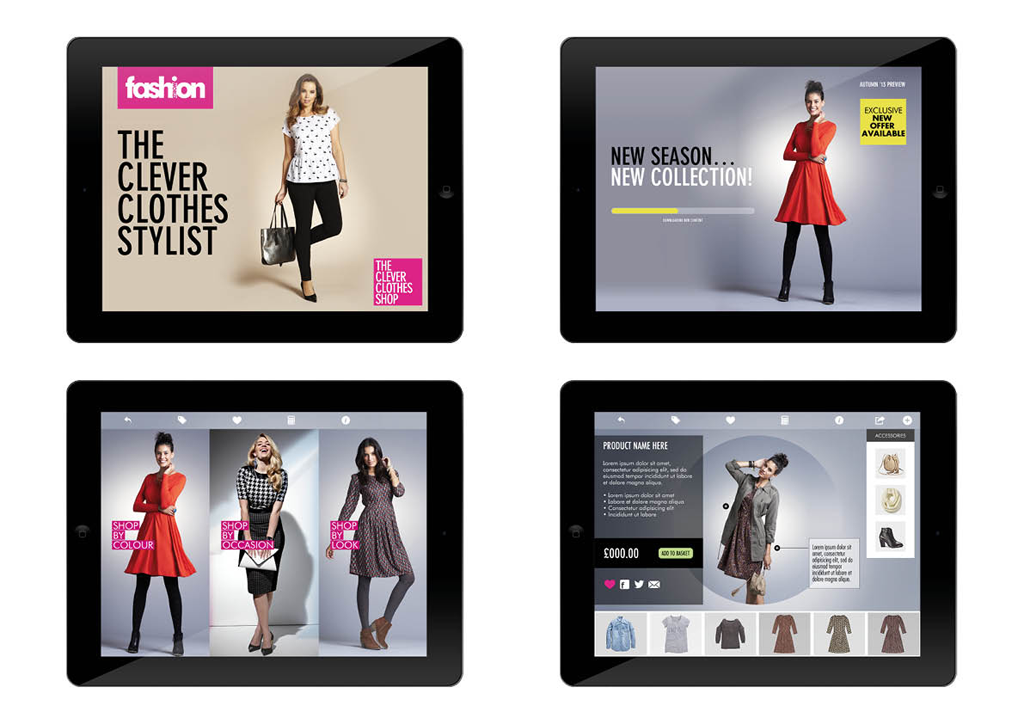 fashion
THE
CLEVER
CLOTHES
STYLIST
THE
CLEVER
CLOTHES
SHOP
AUTUMN '15 PREVIEW
EXCLUSIVE
NEW
OFFER
AVAILABLE
NEW SEASON...
NEW COLLECTION!
DOWNLOADING NEW CONTENT
SHOP
BY
COLOUR
SHOP
BY
OCCASION
SHOP
BY
LOOK
PRODUCT NAME HERE
Lorem ipsum dolor sit amet,
consectetur adipisicing elit, sed do
eiusmod tempor incididunt ut labore
et dolore magna aliqua.
• Lorem ipsum dolor sit amet
• Labore et dolore magna aliqua
• Consectetur adipisicing elit
• Incididunt ut labore
£000.00
ADD TO BASKET
ACCESSORIES
Lorem ipsum dolor sit
amet, consectetur
adipisicing elit, sed do
eiusmod tempor
incididunt ut labore et
dolore magna aliqua.